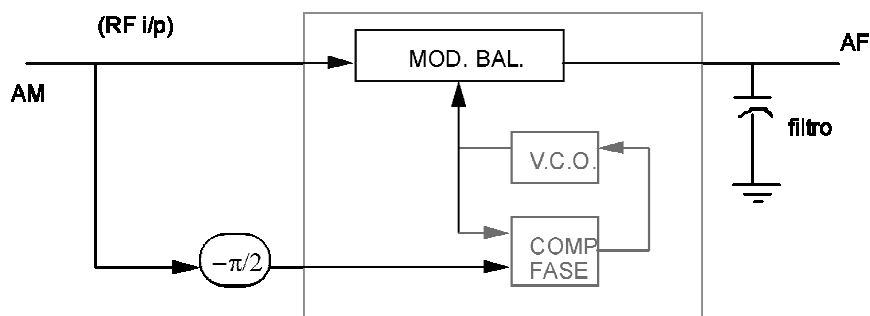 (RF i/p)
AM
MOD. BAL.
AF
filtro
V.C.O.
COMP
FASE
−π/2